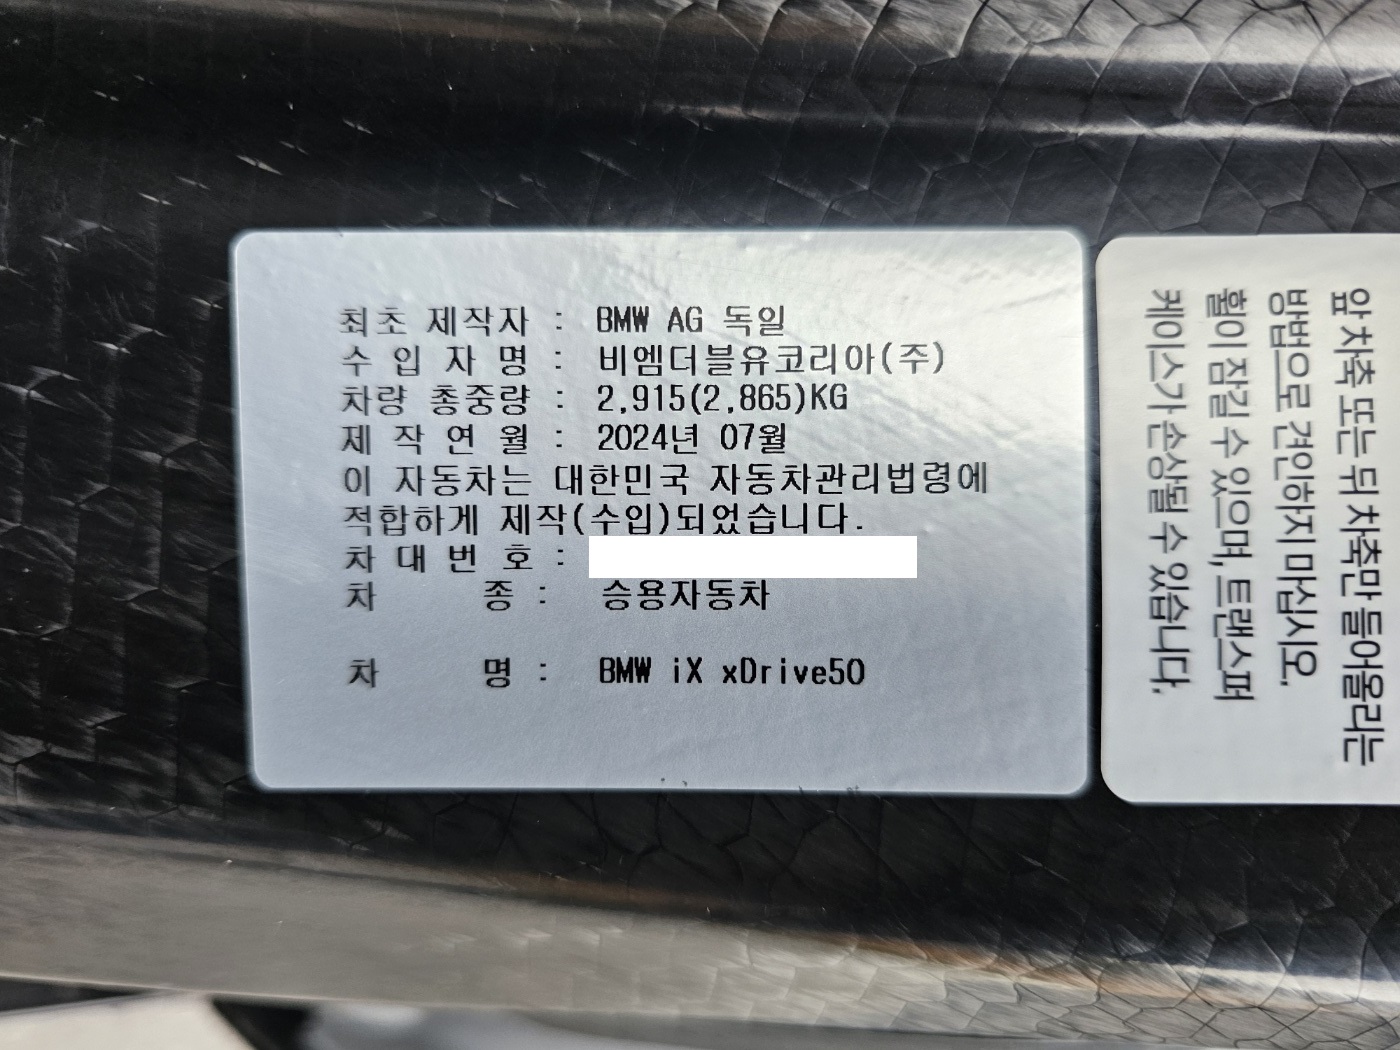 최초 제작자 : BMW AG 독일
수 입 자 명 : 비엠더블유코리아(주)
차량 총중량 : 2,915(2,865)KG
제 작 연 월 : 2024년 07월
이 자동차는 대한민국 자동차관리법령에
적합하게 제작(수입)되었습니다.
차 대 번 호 :
차 종 : 승용자동차
차 명 : BMW iX xDrive50
앞 차축 또는 뒤 차축만 들어올리는
방법으로 견인하지 마십시오.
휠이 잠길 수 있으며, 트랜스퍼
케이스가 손상될 수 있습니다.